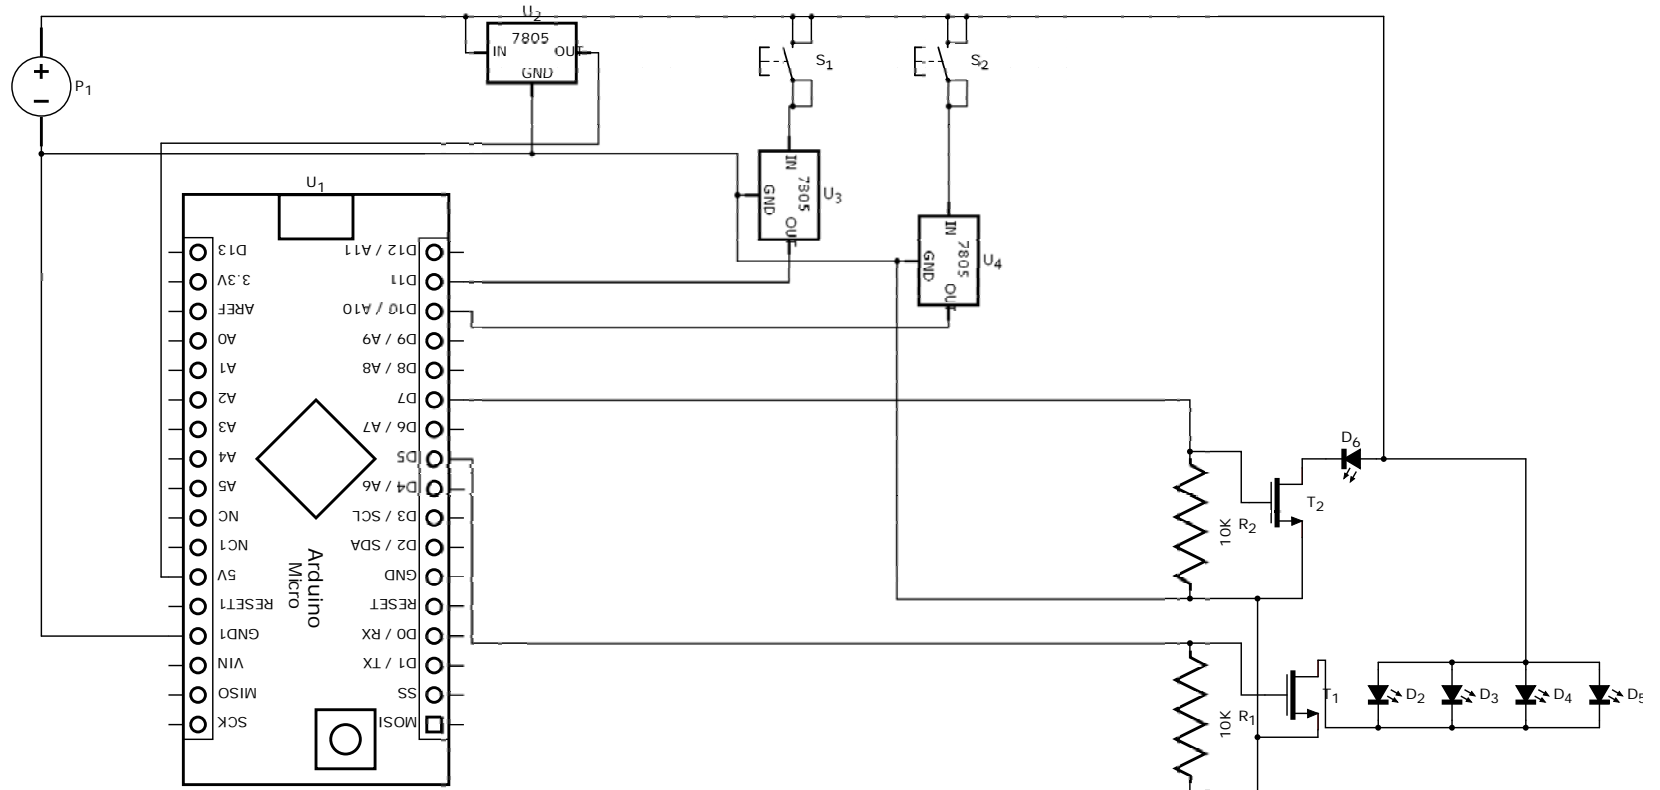 U2
7805
IN OUT
GND
P1
S1
S2
IN
7805
GND
OUT
U3
IN
7805
GND
OUT
U4
U1
D13
3.3V
AREF
A0
A1
A2
A3
A4
A5
NC
NC1
5V
RESET1
GND1
VIN
MISO
SCK
D12 / A11
D11
D10 / A10
D9 / A9
D8 / A8
D7
D6 / A7
D5
D4 / A6
D3 / SCL
D2 / SDA
GND
RESET
D0 / RX
D1 / TX
SS
MOSI
Arduino
Micro
D6
T2
10K
R2
T1
10K
R1
D2
D3
D4
D5